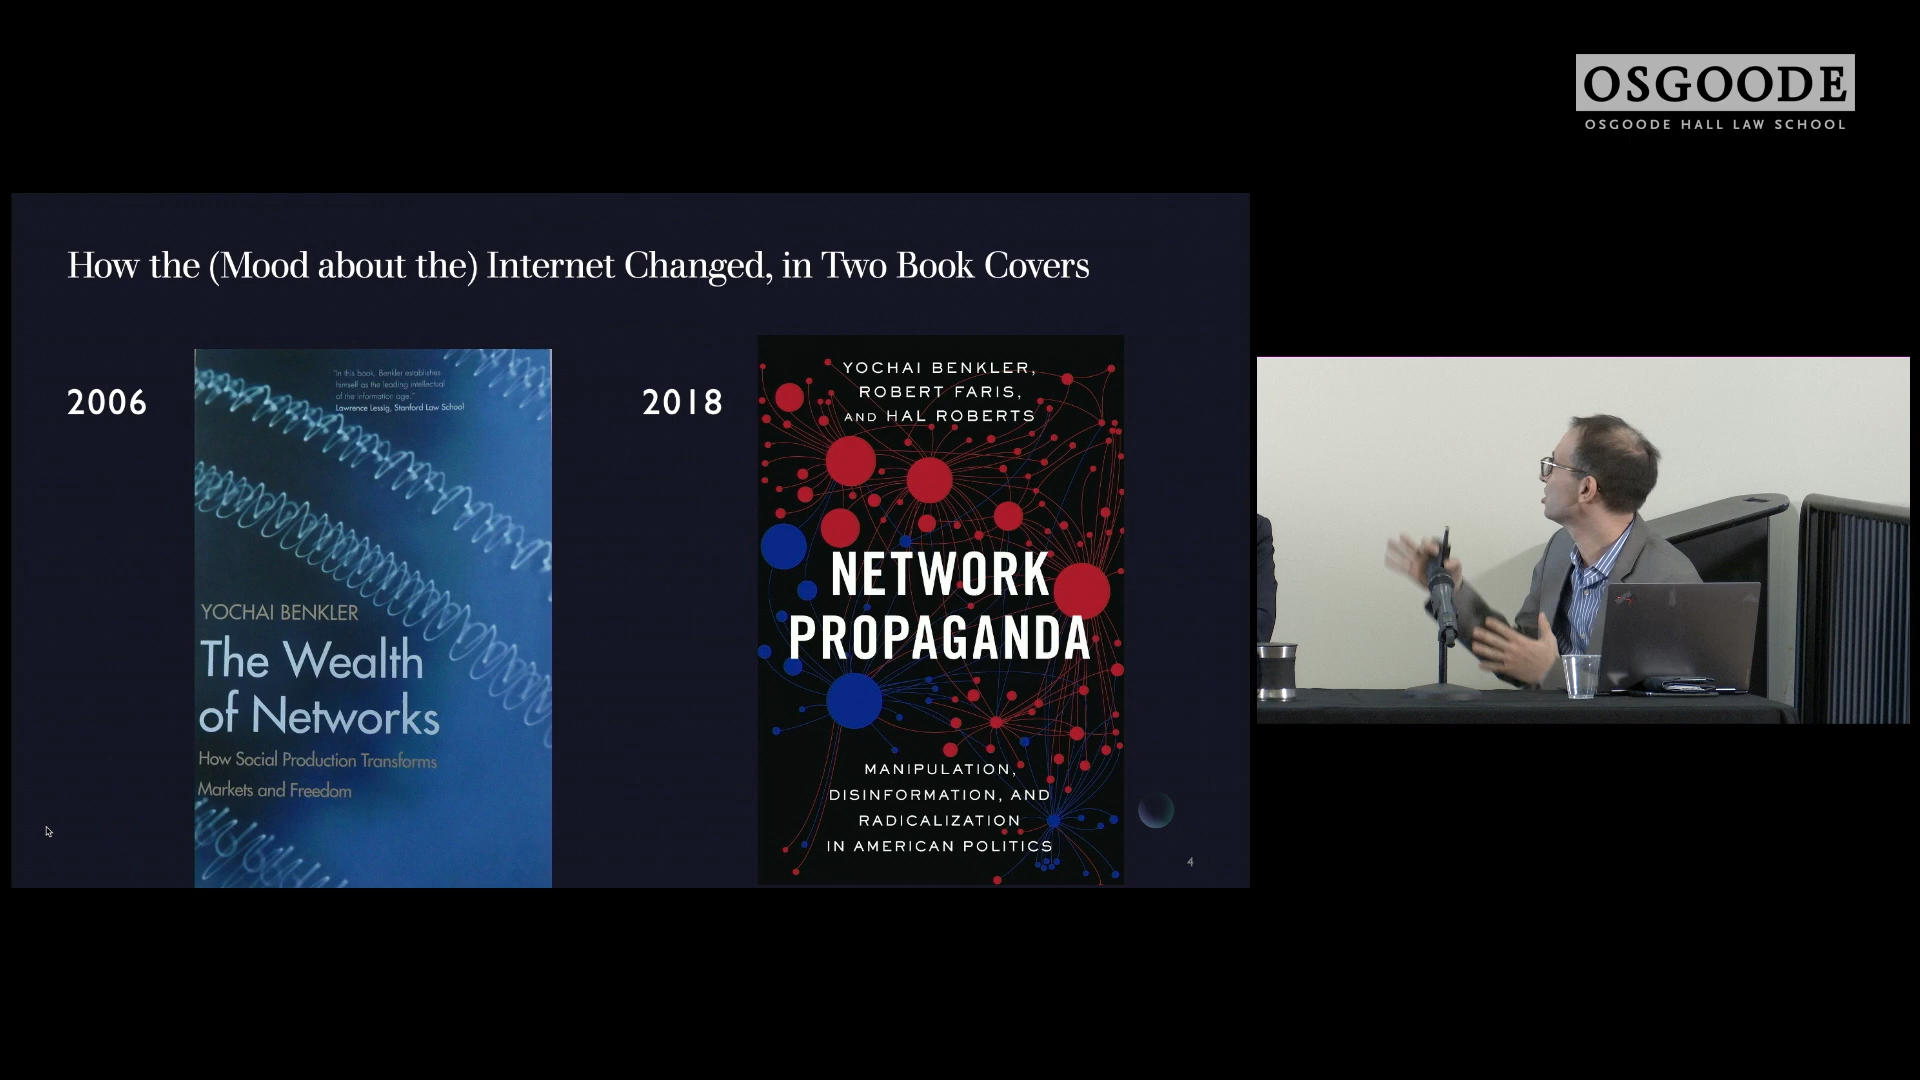 OSGOODE
OSGOODE HALL LAW SCHOOL
How the (Mood about the) Internet Changed, in Two Book Covers
2006
"In this book, Benkler establishes
himself as the leading intellectual
of the information age."
Lawrence Lessig, Stanford Law School
YOCHAI BENKLER
The Wealth
of Networks
How Social Production Transforms
Markets and Freedom
2018
YOCHAI BENKLER,
ROBERT FARIS,
AND HAL ROBERTS
NETWORK
PROPAGANDA
MANIPULATION,
DISINFORMATION, AND
RADICALIZATION
IN AMERICAN POLITICS
4